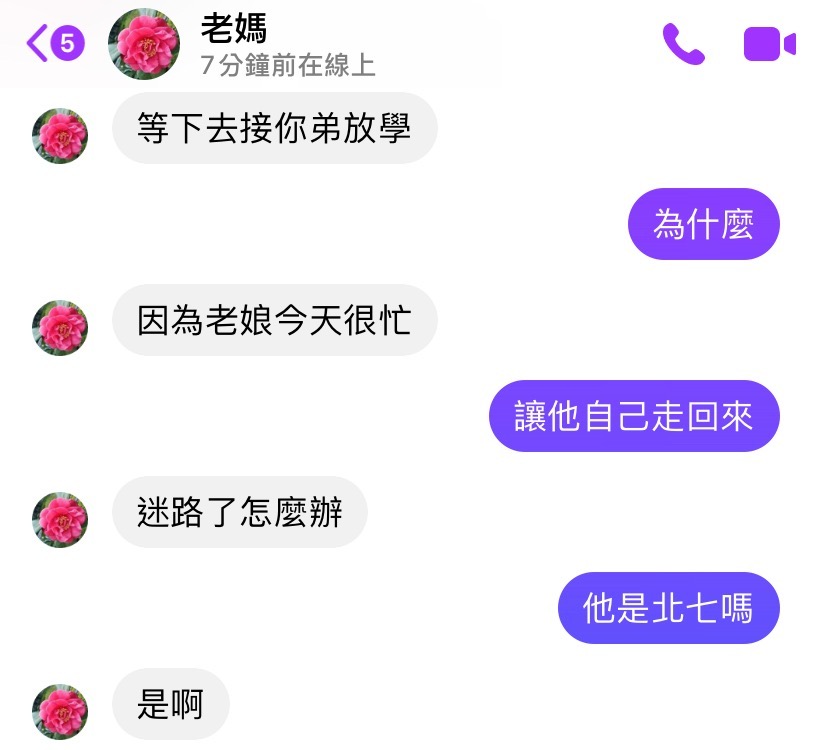 5
老媽
7分鐘前在線上
等下去接你弟放學
為什麼
因為老娘今天很忙
讓他自己走回來
迷路了怎麼辦
他是北七嗎
是啊